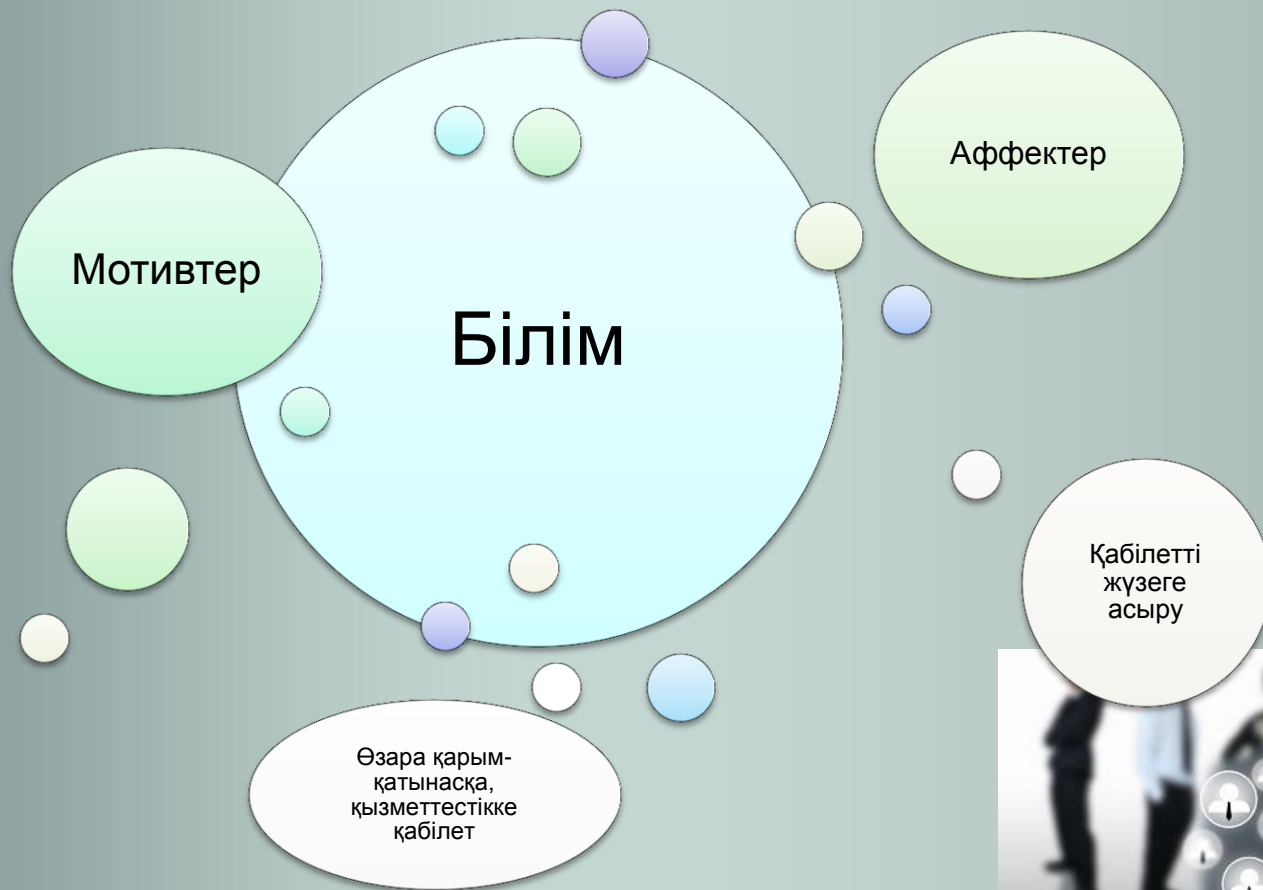 Аффектер
Мотивтер
Білім
Қабілетті
жүзеге
асыру
Өзара қарым-
қатынасқа,
қызметтестікке
қабілет